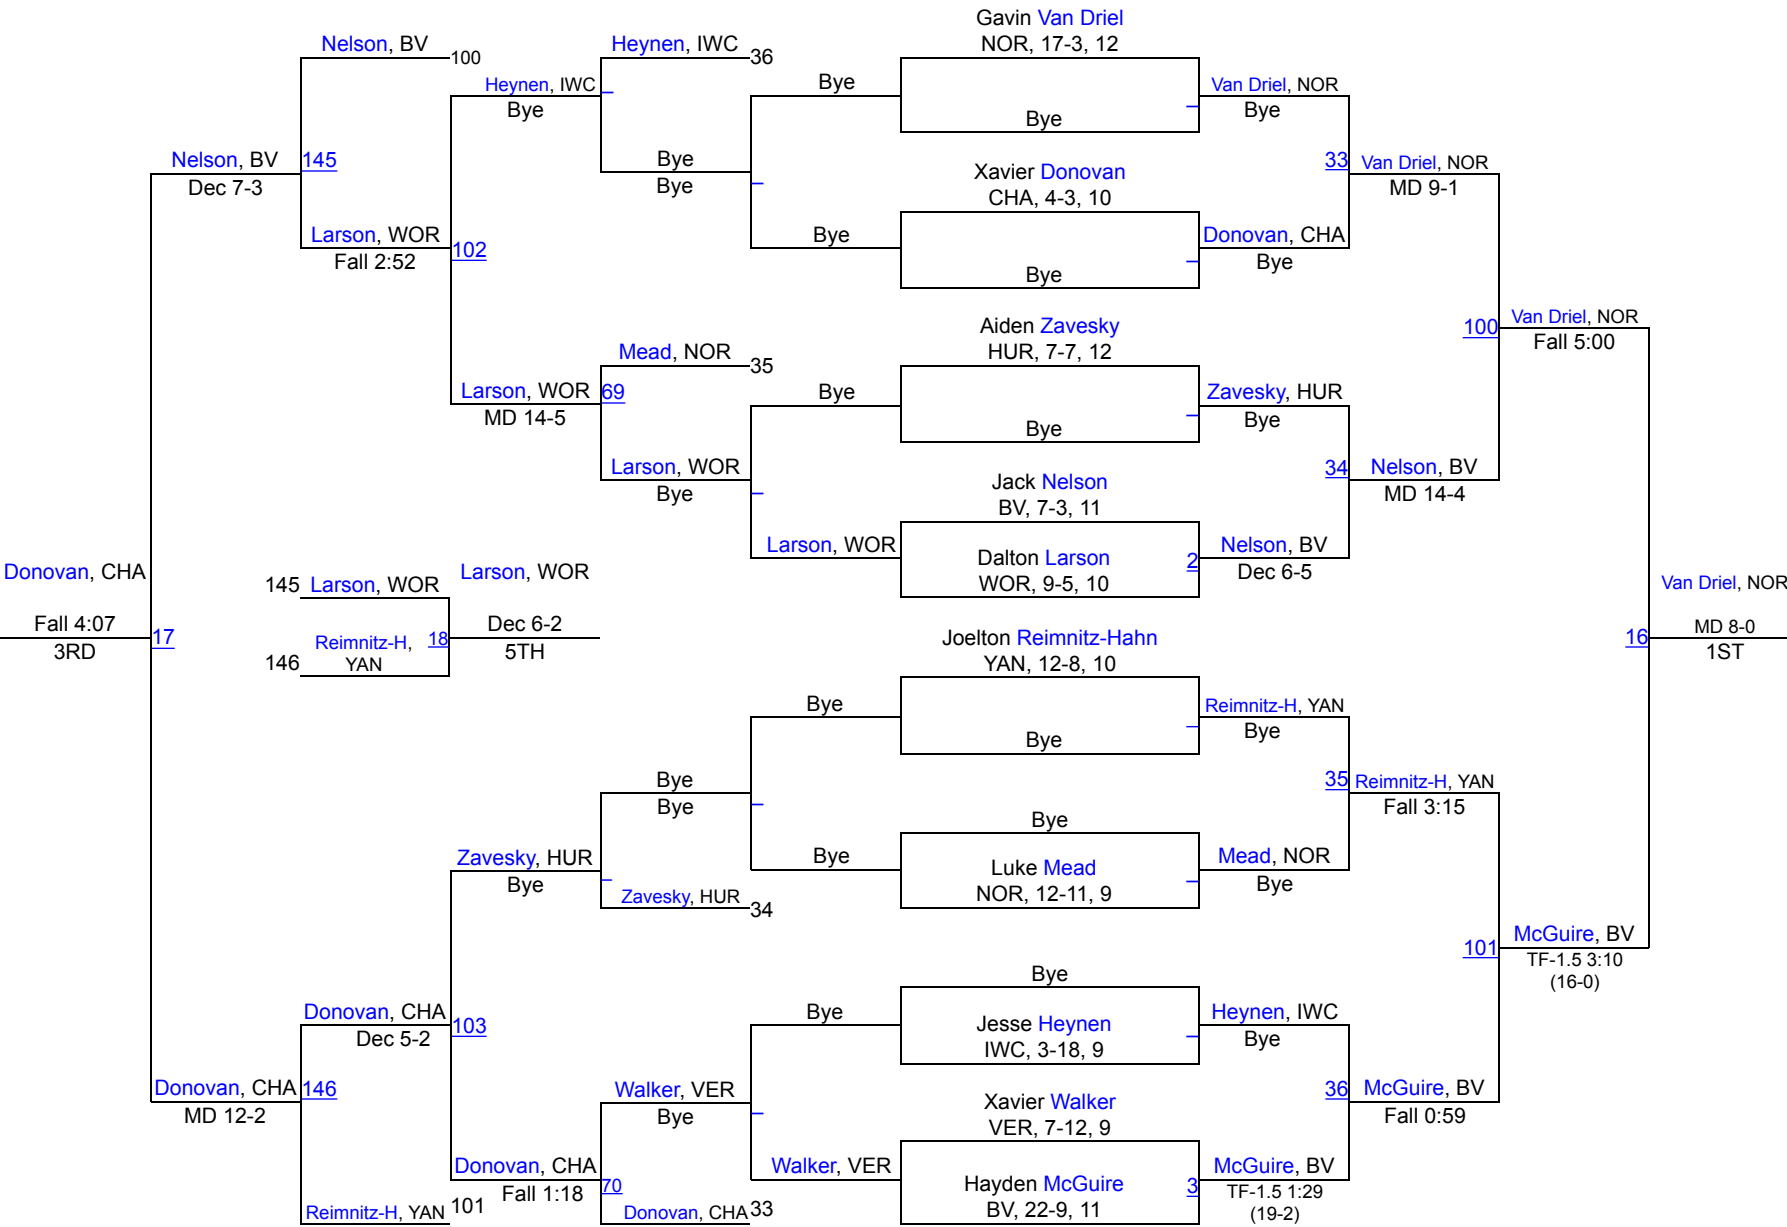 Gavin Van Driel
NOR, 17-3, 12
Nelson, BV
100
Heynen, IWC
36
Heynen, IWC
Bye
Bye
Bye
Van Driel, NOR
Bye
Nelson, BV
145
Dec 7-3
Bye
Bye
Xavier Donovan
CHA, 4-3, 10
33
Van Driel, NOR
MD 9-1
Larson, WOR
Fall 2:52
102
Bye
Bye
Donovan, CHA
Bye
Aiden Zavesky
HUR, 7-7, 12
100
Van Driel, NOR
Fall 5:00
Mead, NOR
35
Larson, WOR
69
MD 14-5
Bye
Bye
Zavesky, HUR
Bye
Larson, WOR
Bye
Jack Nelson
BV, 7-3, 11
34
Nelson, BV
MD 14-4
Larson, WOR
Dalton Larson
WOR, 9-5, 10
2
Nelson, BV
Dec 6-5
Donovan, CHA
Fall 4:07
3RD
17
145
Larson, WOR
146
Reimnitz-H,
YAN
18
Larson, WOR
Dec 6-2
5TH
Van Driel, NOR
16
MD 8-0
1ST
Joelton Reimnitz-Hahn
YAN, 12-8, 10
Bye
Bye
Reimnitz-H, YAN
Bye
Bye
Bye
35
Reimnitz-H, YAN
Fall 3:15
Bye
Bye
Luke Mead
NOR, 12-11, 9
Mead, NOR
Bye
Zavesky, HUR
Bye
Zavesky, HUR
34
101
McGuire, BV
TF-1.5 3:10
(16-0)
Bye
Bye
Jesse Heynen
IWC, 3-18, 9
Heynen, IWC
Bye
Donovan, CHA
Dec 5-2
103
Donovan, CHA
146
MD 12-2
Walker, VER
Bye
Xavier Walker
VER, 7-12, 9
36
McGuire, BV
Fall 0:59
Donovan, CHA
Fall 1:18
70
Walker, VER
Hayden McGuire
BV, 22-9, 11
3
McGuire, BV
TF-1.5 1:29
(19-2)
Reimnitz-H, YAN
101
Donovan, CHA
33